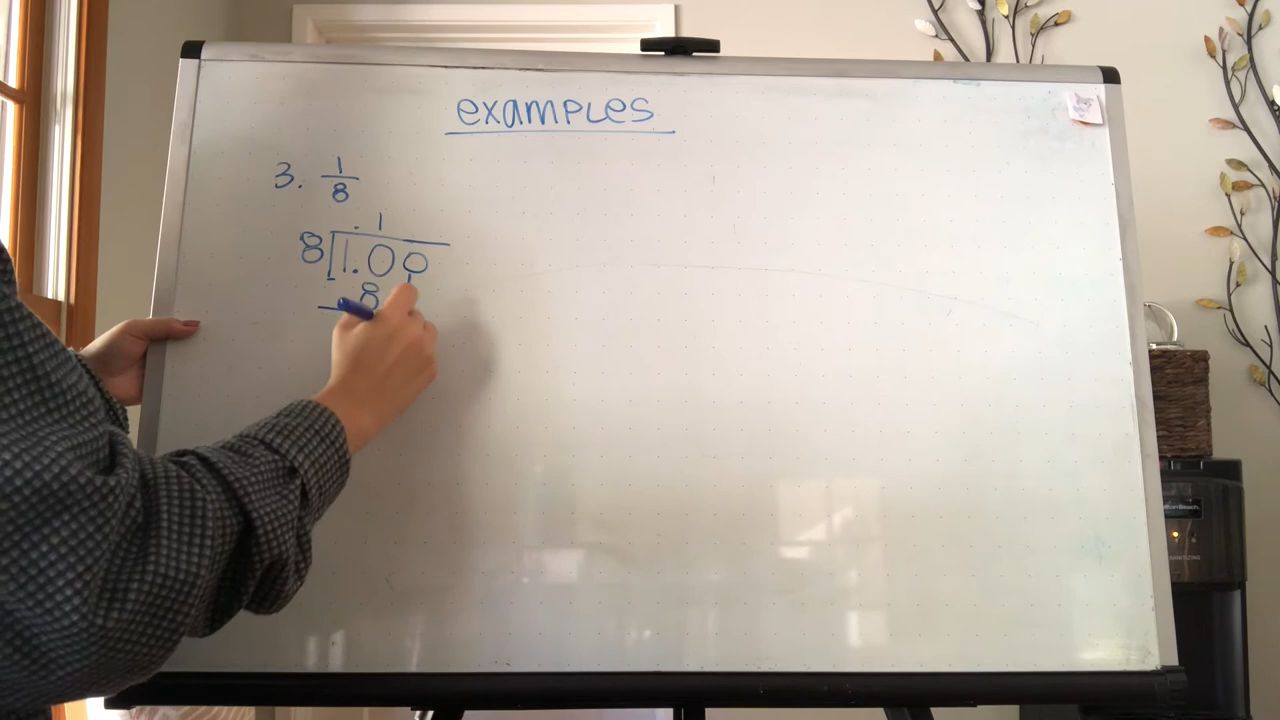 examples
3. 1/8
.1
8 1.00
- 8